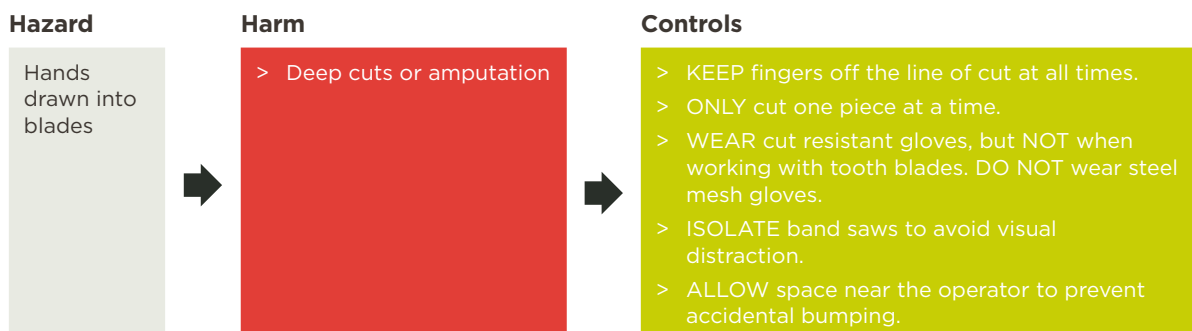 Hazard
Harm
Controls
Hands
drawn into
blades
> Deep cuts or amputation
> KEEP fingers off the line of cut at all times.
> ONLY cut one piece at a time.
> WEAR cut resistant gloves, but NOT when
working with tooth blades. DO NOT wear steel
mesh gloves.
> ISOLATE band saws to avoid visual
distraction.
> ALLOW space near the operator to prevent
accidental bumping.